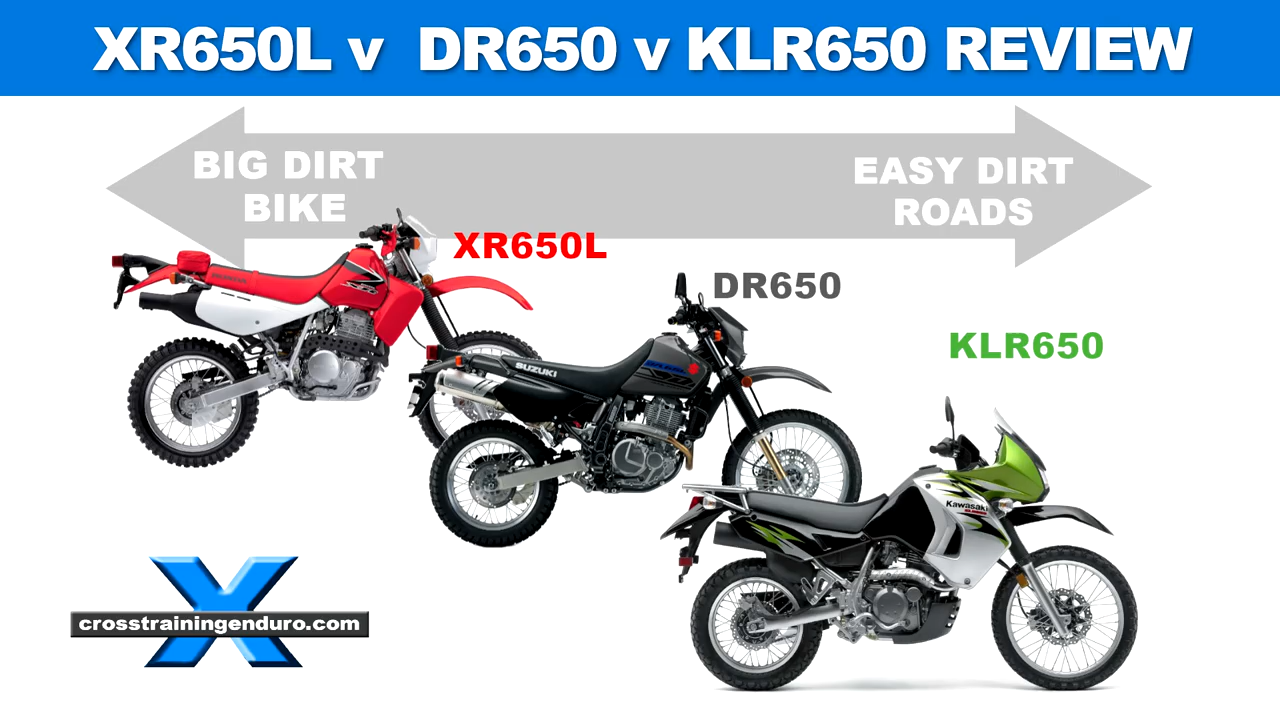 XR650L v DR650 v KLR650 REVIEW
BIG DIRT
BIKE
EASY DIRT
ROADS
XR650L
DR650
KLR650
SUZUKI
Kawasaki
crosstrainingenduro.com